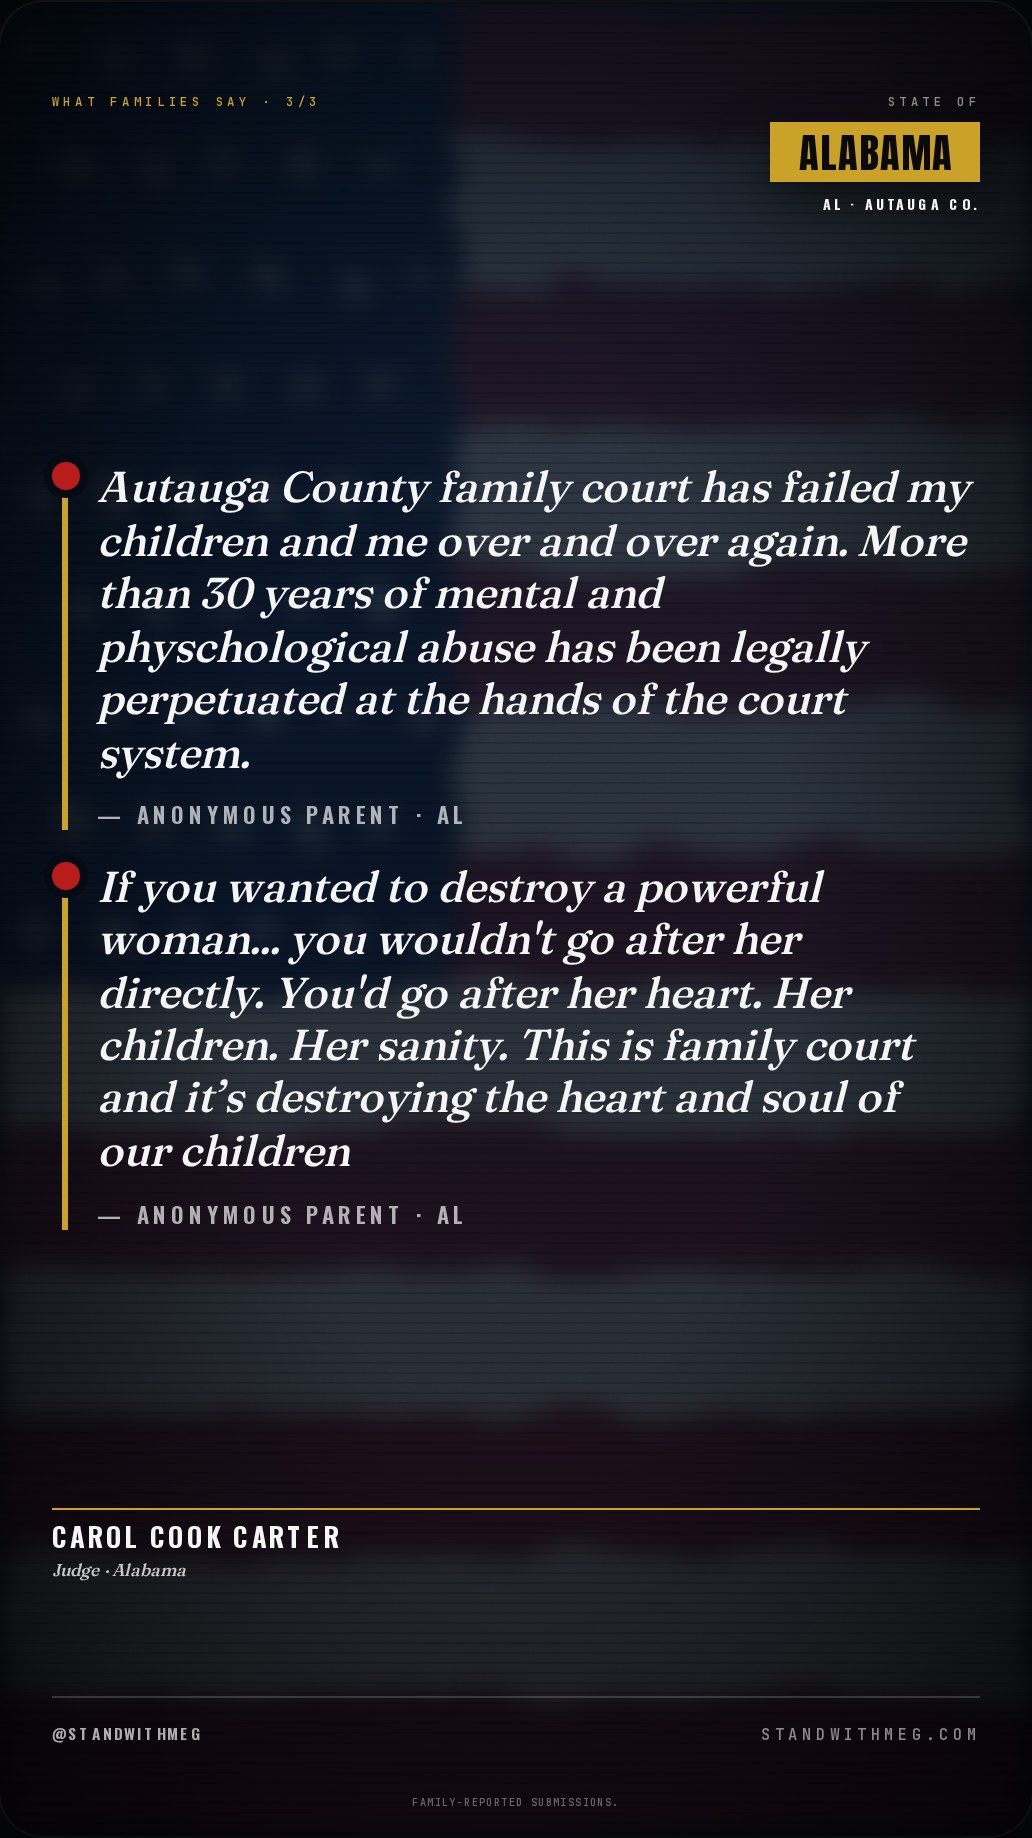 WHAT FAMILIES SAY · 3/3
STATE OF
ALABAMA
AL · AUTAUGA CO.
Autauga County family court has failed my
children and me over and over again. More
than 30 years of mental and
physchological abuse has been legally
perpetuated at the hands of the court
system.
— ANONYMOUS PARENT · AL
If you wanted to destroy a powerful
woman... you wouldn't go after her
directly. You'd go after her heart. Her
children. Her sanity. This is family court
and it’s destroying the heart and soul of
our children
— ANONYMOUS PARENT · AL
CAROL COOK CARTER
Judge · Alabama
@STANDWITHMEG
STANDWITHMEG.COM
FAMILY-REPORTED SUBMISSIONS.